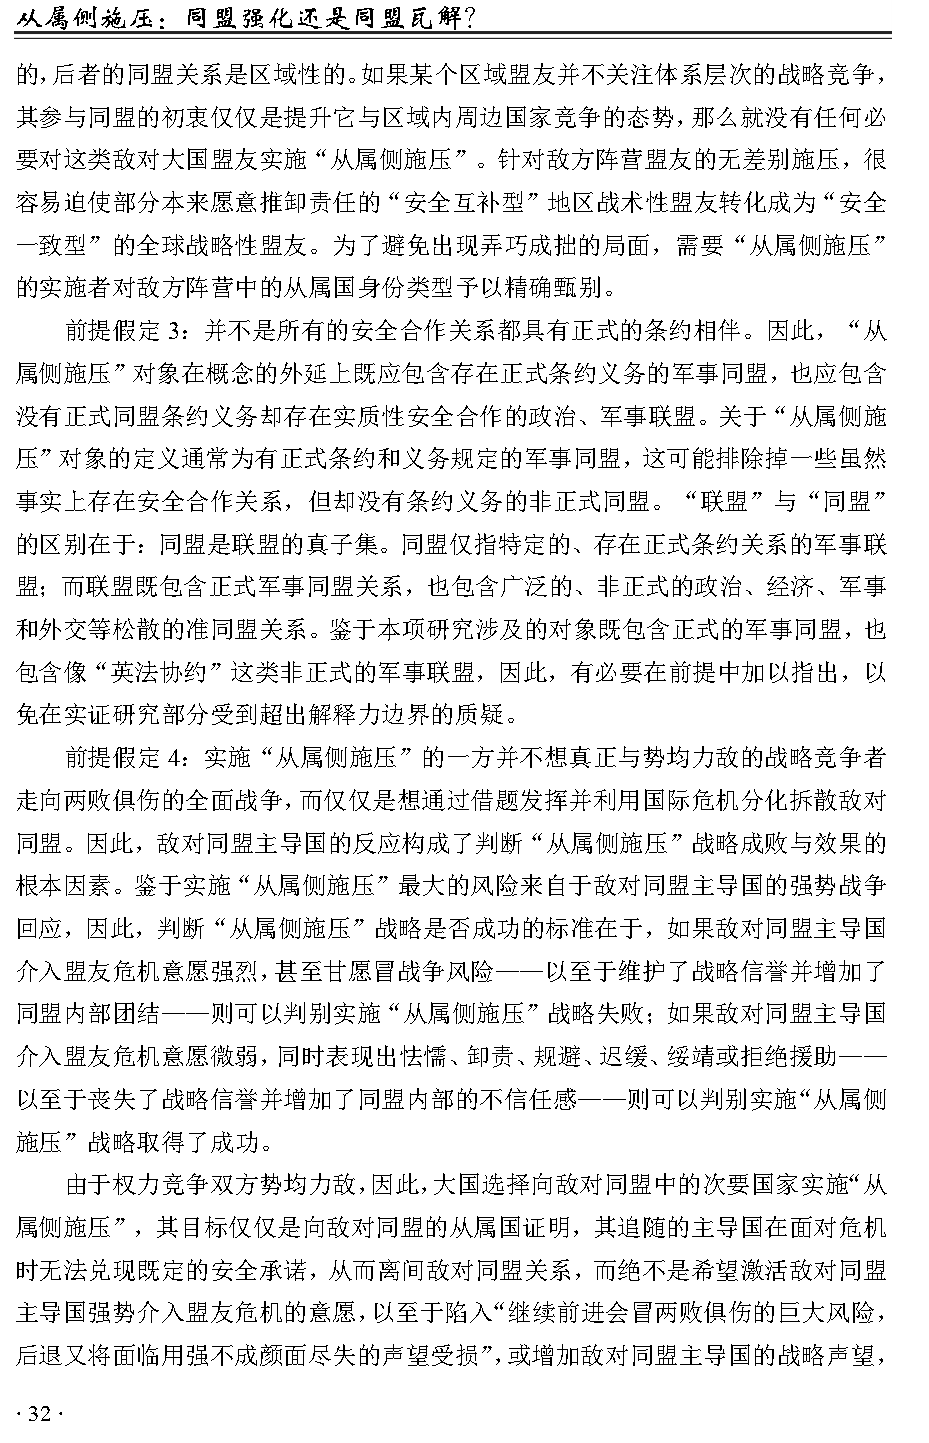 从属侧施压：同盟强化还是同盟瓦解？
的，后者的同盟关系是区域性的。如果某个区域盟友并不关注体系层次的战略竞争，
其参与同盟的初衷仅仅是提升它与区域内周边国家竞争的态势，那么就没有任何必
要对这类敌对大国盟友实施“从属侧施压”。针对敌方阵营盟友的无差别施压，很
容易迫使部分本来愿意推卸责任的“安全互补型”地区战术性盟友转化成为“安全
一致型”的全球战略性盟友。为了避免出现弄巧成拙的局面，需要“从属侧施压”
的实施者对敌方阵营中的从属国身份类型予以精确甄别。
前提假定 3：并不是所有的安全合作关系都具有正式的条约相伴。因此，“从
属侧施压”对象在概念的外延上既应包含存在正式条约义务的军事同盟，也应包含
没有正式同盟条约义务却存在实质性安全合作的政治、军事联盟。关于“从属侧施
压”对象的定义通常为有正式条约和义务规定的军事同盟，这可能排除掉一些虽然
事实上存在安全合作关系，但却没有条约义务的非正式同盟。“联盟”与“同盟”
的区别在于：同盟是联盟的真子集。同盟仅指特定的、存在正式条约关系的军事联
盟；而联盟既包含正式军事同盟关系，也包含广泛的、非正式的政治、经济、军事
和外交等松散的准同盟关系。鉴于本项研究涉及的对象既包含正式的军事同盟，也
包含像“英法协约”这类非正式的军事联盟，因此，有必要在前提中加以指出，以
免在实证研究部分受到超出解释力边界的质疑。
前提假定 4：实施“从属侧施压”的一方并不想真正与势均力敌的战略竞争者
走向两败俱伤的全面战争，而仅仅是想通过借题发挥并利用国际危机分化拆散敌对
同盟。因此，敌对同盟主导国的反应构成了判断“从属侧施压”战略成败与效果的
根本因素。鉴于实施“从属侧施压”最大的风险来自于敌对同盟主导国的强势战争
回应，因此，判断“从属侧施压”战略是否成功的标准在于，如果敌对同盟主导国
介入盟友危机意愿强烈，甚至甘愿冒战争风险——以至于维护了战略信誉并增加了
同盟内部团结——则可以判别实施“从属侧施压”战略失败；如果敌对同盟主导国
介入盟友危机意愿微弱，同时表现出怯懦、卸责、规避、迟缓、绥靖或拒绝援助——
以至于丧失了战略信誉并增加了同盟内部的不信任感——则可以判别实施“从属侧
施压”战略取得了成功。
由于权力竞争双方势均力敌，因此，大国选择向敌对同盟中的次要国家实施“从
属侧施压”，其目标仅仅是向敌对同盟的从属国证明，其追随的主导国在面对危机
时无法兑现既定的安全承诺，从而离间敌对同盟关系，而绝不是希望激活敌对同盟
主导国强势介入盟友危机的意愿，以至于陷入“继续前进会冒两败俱伤的巨大风险，
后退又将面临用强不成颜面尽失的声望受损”，或增加敌对同盟主导国的战略声望，
· 32 ·